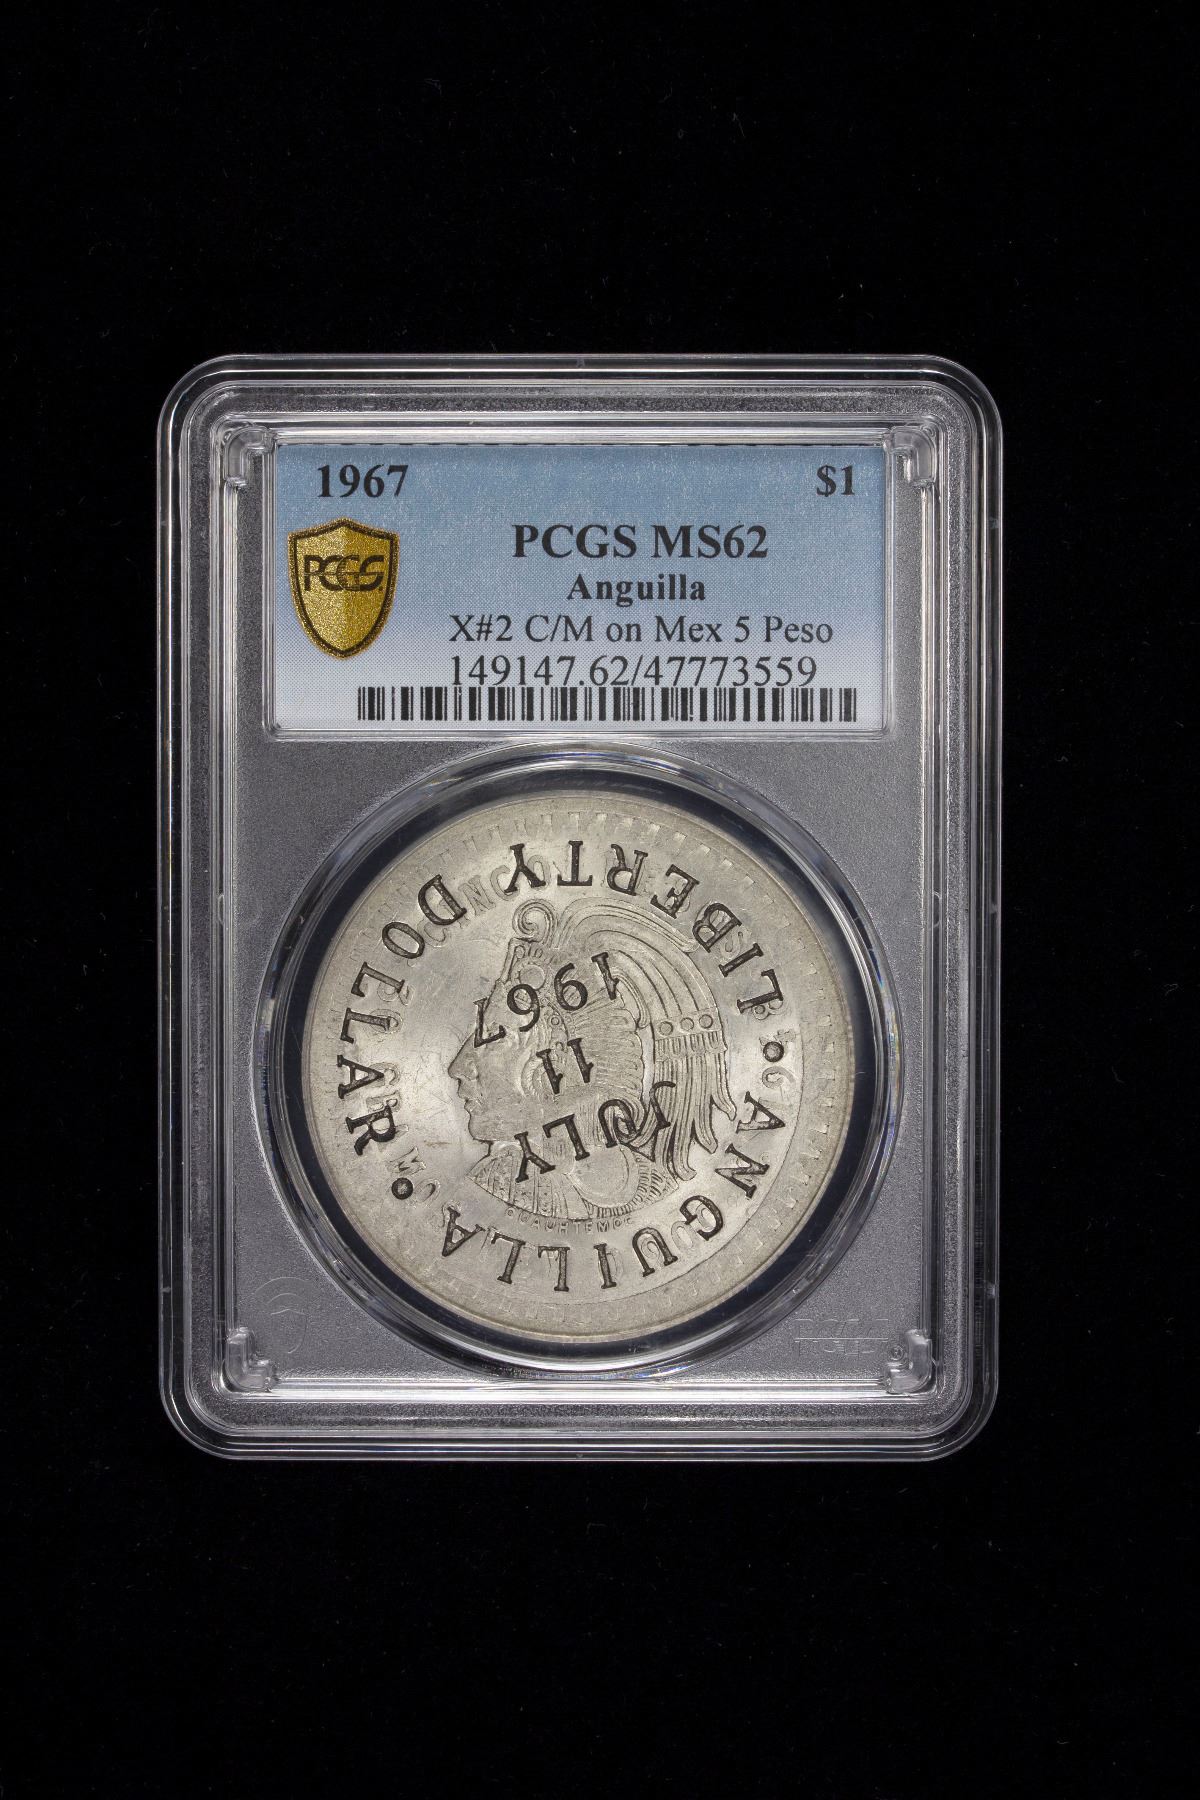 1967 $1
PCGS MS62
PCGS
Anguilla
X#2 C/M on Mex 5 Peso
149147.62/47773559
ANGUILLA • LIBERTY DOLLAR •
JULY
11
1967
CUAUHTEMOC